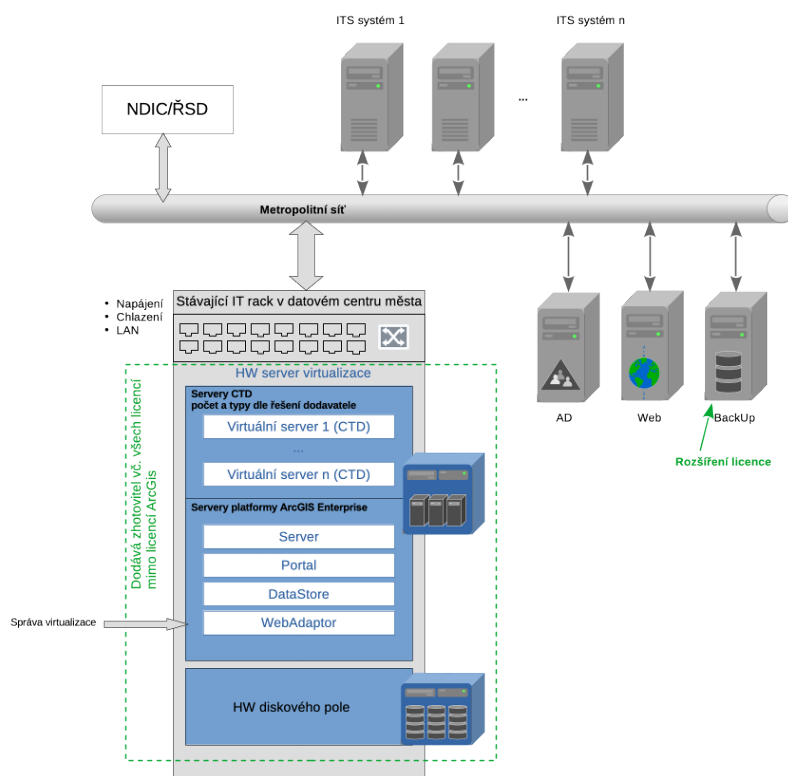 ITS systém 1
ITS systém n
...
NDIC/ŘSD
Metropolitní síť
• Napájení
• Chlazení
• LAN
Stávající IT rack v datovém centru města
HW server virtualizace
Servery CTD
počet a typy dle řešení dodavatele
Virtuální server 1 (CTD)
...
Virtuální server n (CTD)
Servery platformy ArcGIS Enterprise
Server
Portal
DataStore
WebAdaptor
HW diskového pole
Dodává zhotovitel vč. všech licencí
mimo licencí ArcGis
Správa virtualizace
AD
Web
BackUp
Rozšíření licence